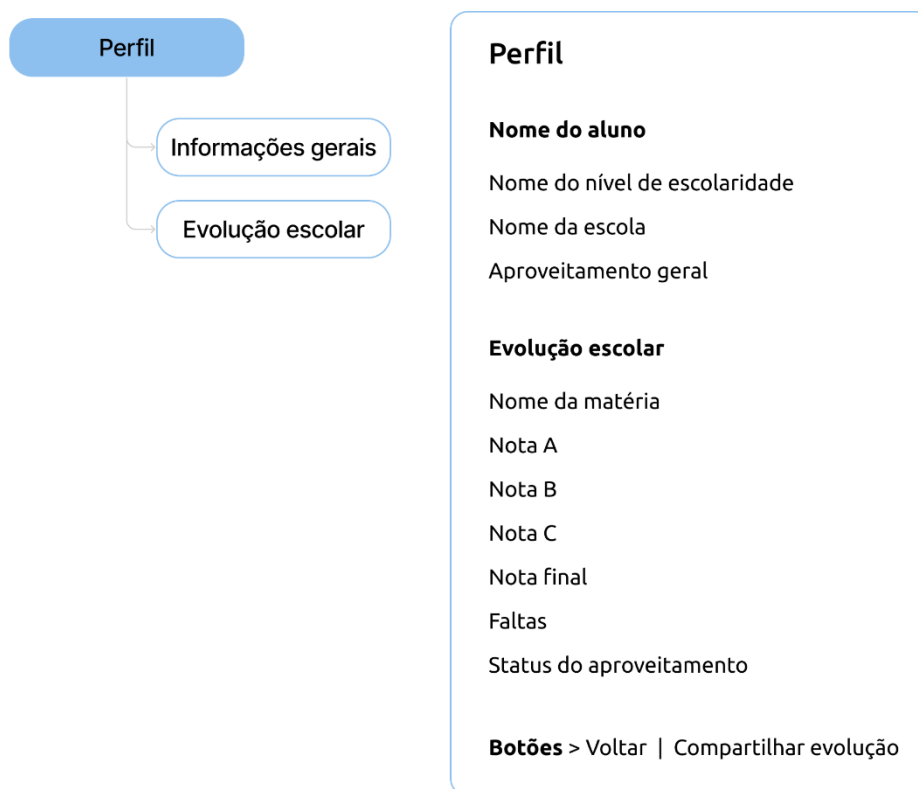 Perfil
Informações gerais
Evolução escolar
Perfil
Nome do aluno
Nome do nível de escolaridade
Nome da escola
Aproveitamento geral
Evolução escolar
Nome da matéria
Nota A
Nota B
Nota C
Nota final
Faltas
Status do aproveitamento
Botões > Voltar | Compartilhar evolução